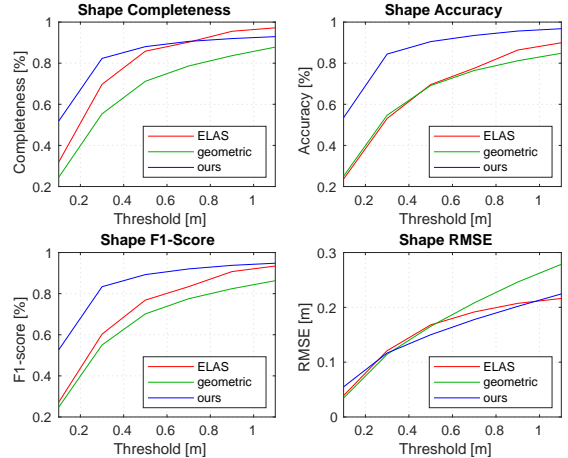 Shape Completeness
Completeness [%]
1
0.8
0.6
0.4
0.2
ELAS
geometric
ours
0.2 0.4 0.6 0.8 1
Threshold [m]
Shape Accuracy
Accuracy [%]
1
0.8
0.6
0.4
0.2
ELAS
geometric
ours
0.2 0.4 0.6 0.8 1
Threshold [m]
Shape F1-Score
F1-score [%]
1
0.8
0.6
0.4
0.2
ELAS
geometric
ours
0.2 0.4 0.6 0.8 1
Threshold [m]
Shape RMSE
RMSE [m]
0.3
0.2
0.1
0
ELAS
geometric
ours
0.2 0.4 0.6 0.8 1
Threshold [m]